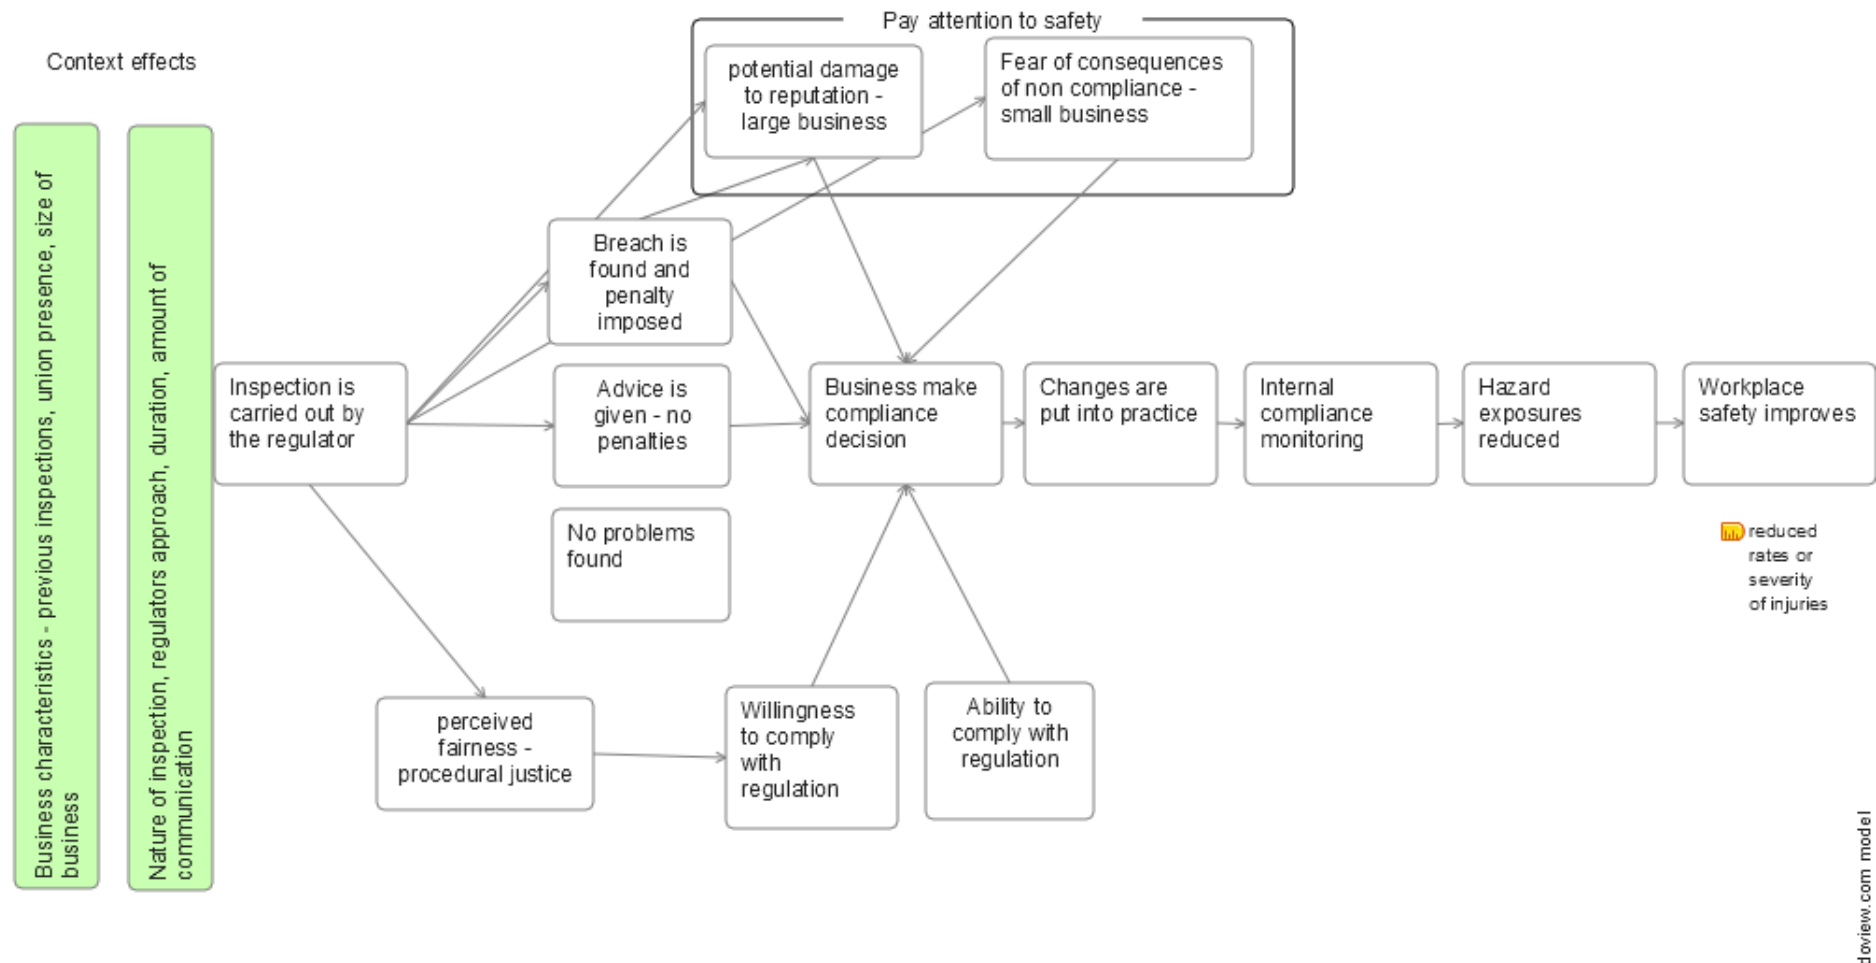 Pay attention to safety
Context effects
potential damage
to reputation -
large business
Fear of consequences
of non compliance -
small business
Business characteristics - previous inspections, union presence, size of
business
Nature of inspection, regulators approach, duration, amount of
communication
Breach is
found and
penalty
imposed
Inspection is
carried out by
the regulator
Advice is
given - no
penalties
Business make
compliance
decision
Changes are
put into practice
Internal
compliance
monitoring
Hazard
exposures
reduced
Workplace
safety improves
No problems
found
reduced
rates or
severity
of injuries
perceived
fairness -
procedural justice
Willingness
to comply
with
regulation
Ability to
comply with
regulation
doview.com model